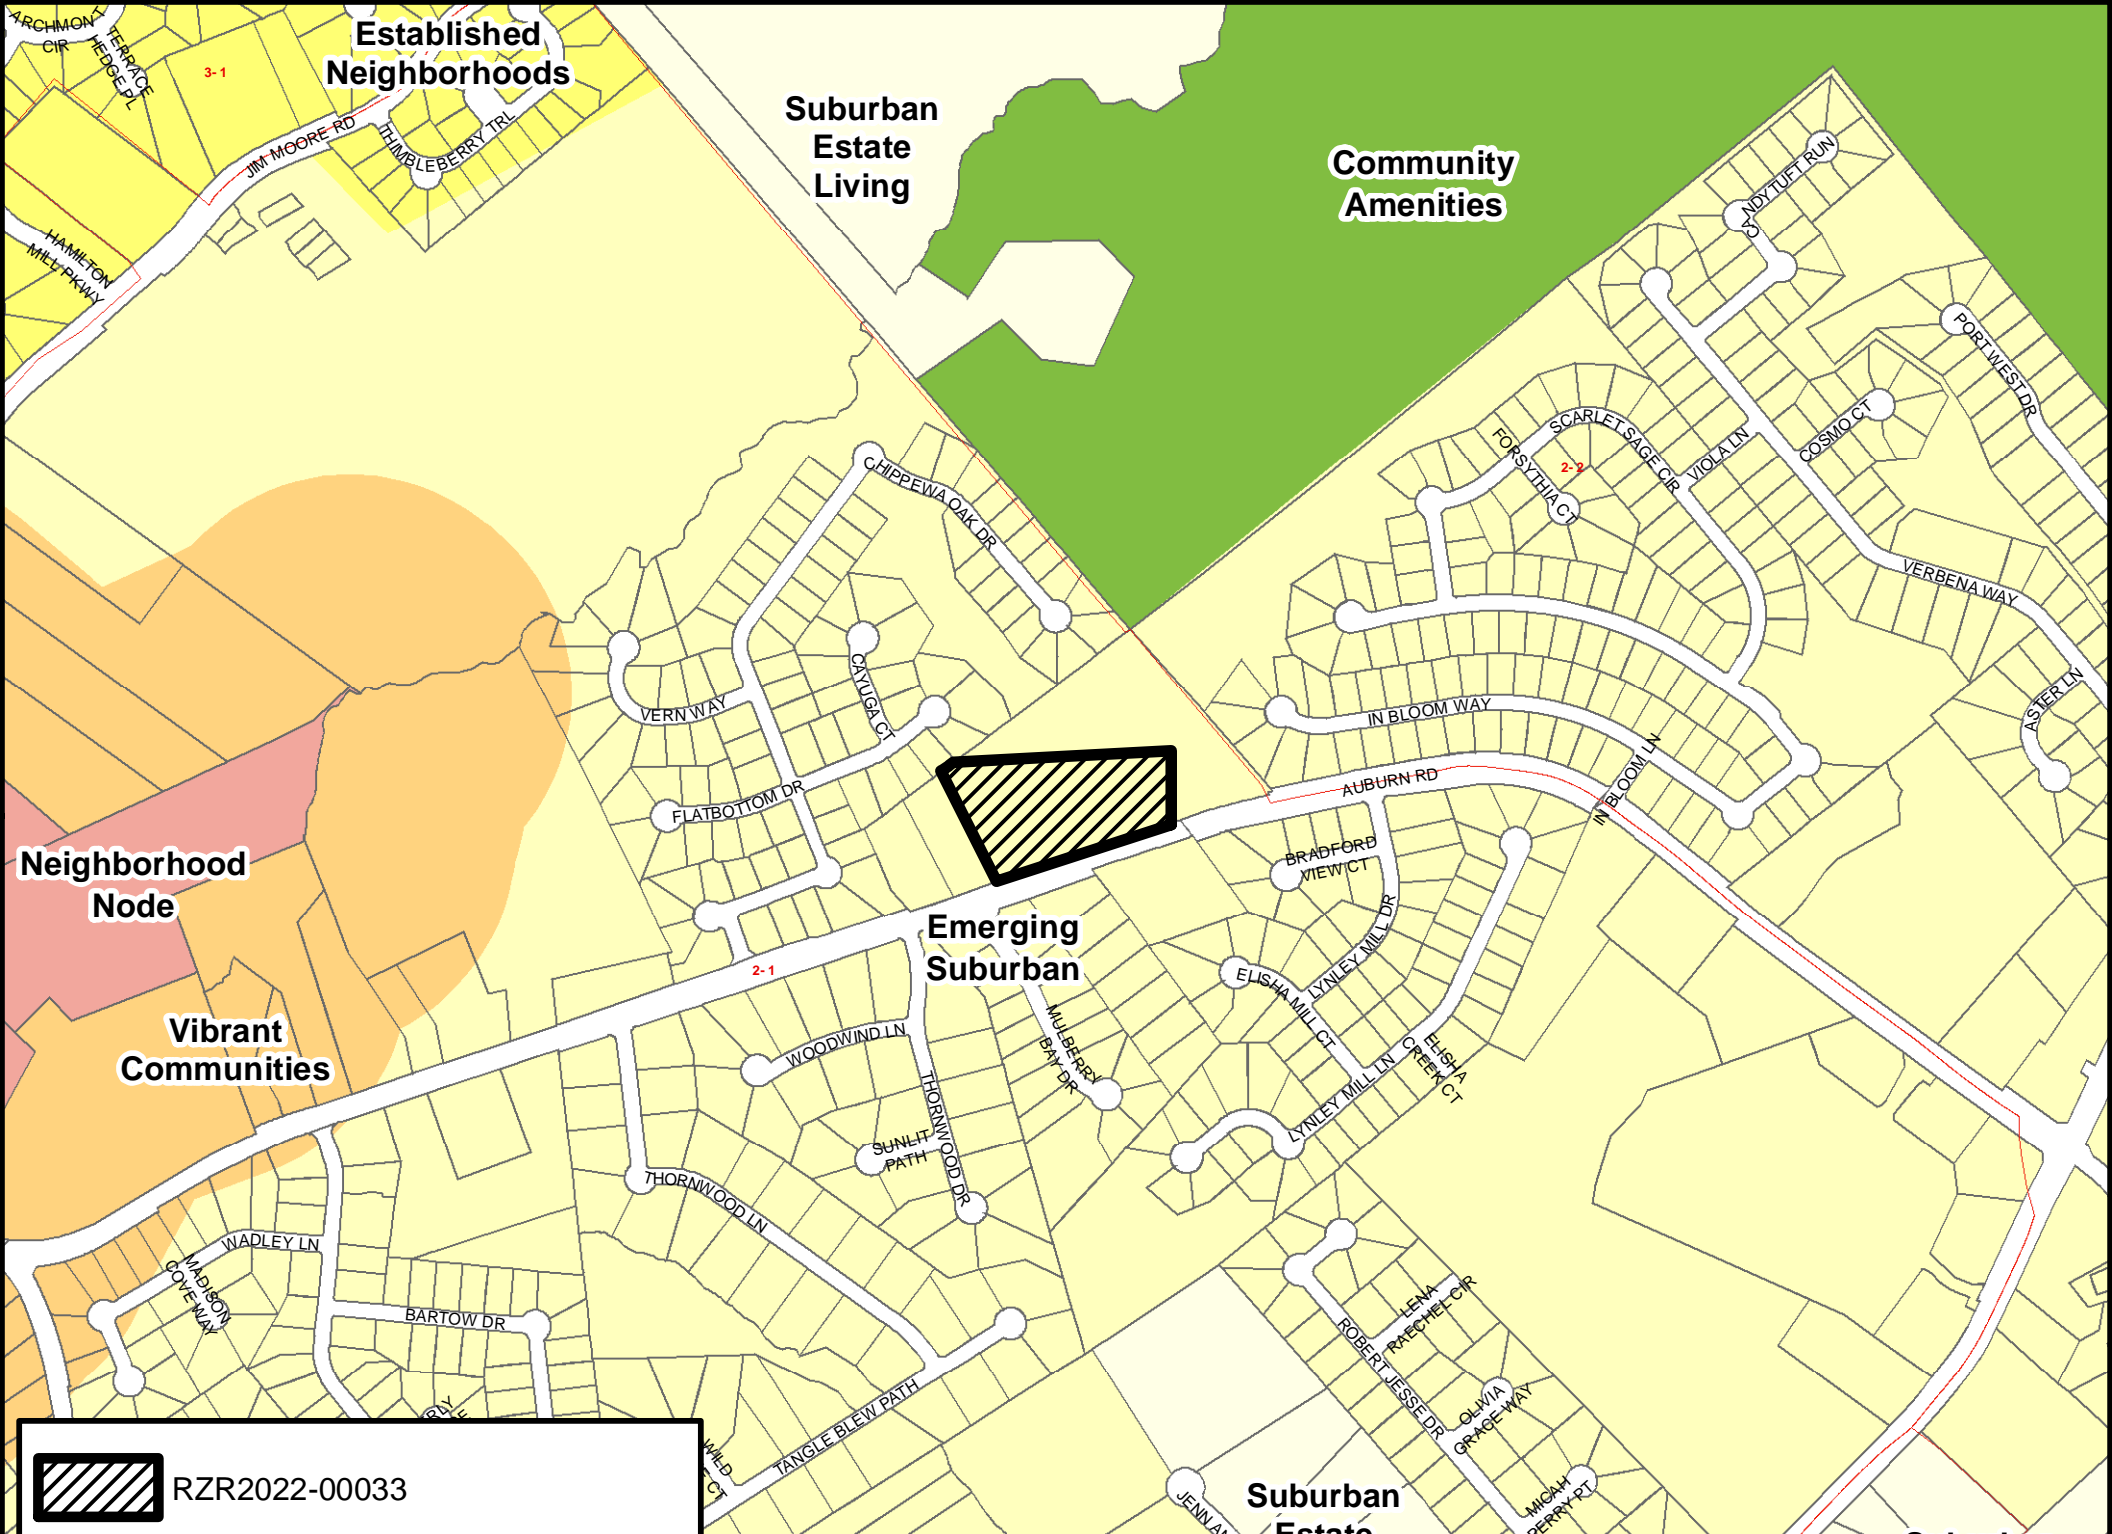 ARCHMONT
CIR
TERRACE
HEDGE PL
3-1
Established
Neighborhoods
JIM MOORE RD
THIMBLEBERRY TRL
HAMILTON
MILL PKWY
Suburban
Estate
Living
Community
Amenities
CANDYTUFT RUN
PORT WEST DR
COSMO CT
VIOLA LN
SCARLET SAGE CIR
FORSYTHIA CT
2-2
VERBENA WAY
ASTER LN
CHIPPEWA OAK DR
CAYUGA CT
VERN WAY
FLATBOTTOM DR
IN BLOOM WAY
IN BLOOM LN
AUBURN RD
BRADFORD
VIEW CT
LYNLEY MILL DR
ELISHA MILL CT
ELISHA
CREEK CT
LYNLEY MILL LN
Neighborhood
Node
Emerging
Suburban
2-1
Vibrant
Communities
WOODWIND LN
MULBERRY
BAY DR
THORNWOOD DR
SUNLIT
PATH
THORNWOOD LN
WADLEY LN
MADISON
COVE WAY
BARTOW DR
TANGLE BLEW PATH
WILD
CT
LENA
RAECHEL CIR
ROBERT JESSE DR
OLIVIA
GRACE WAY
MICAH
PERRY PT
JENN AN
Suburban
Estate
RZR2022-00033